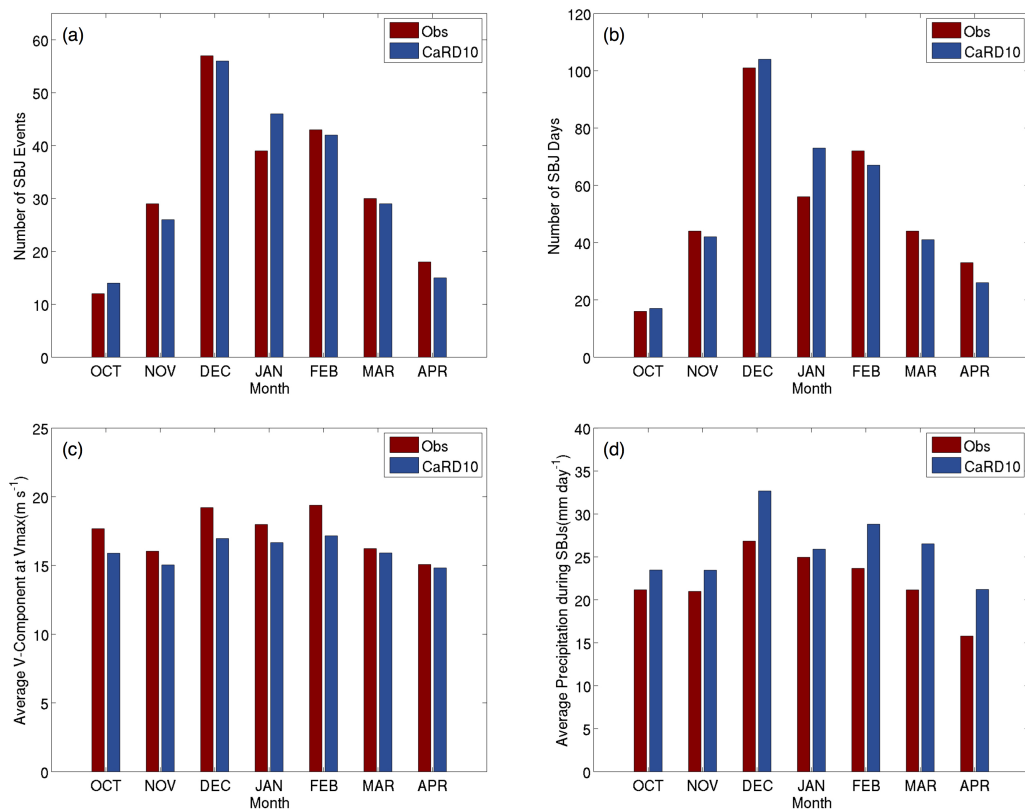 (a)
Obs
CaRD10
60
50
40
30
20
10
0
Number of SBJ Events
OCT NOV DEC JAN FEB MAR APR
Month
(b)
Obs
CaRD10
120
100
80
60
40
20
0
Number of SBJ Days
OCT NOV DEC JAN FEB MAR APR
Month
(c)
Obs
CaRD10
25
20
15
10
5
0
Average V-Component at Vmax(m s⁻¹)
OCT NOV DEC JAN FEB MAR APR
Month
(d)
Obs
CaRD10
40
35
30
25
20
15
10
5
0
Average Precipitation during SBJs(mm day⁻¹)
OCT NOV DEC JAN FEB MAR APR
Month